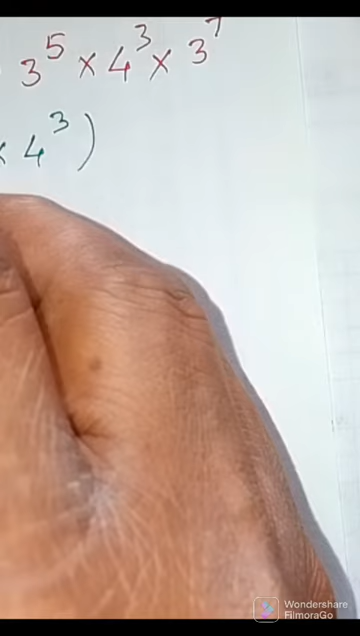 3⁵ × 4³ × 3⁷
× 4³)
Wondershare
FilmoraGo